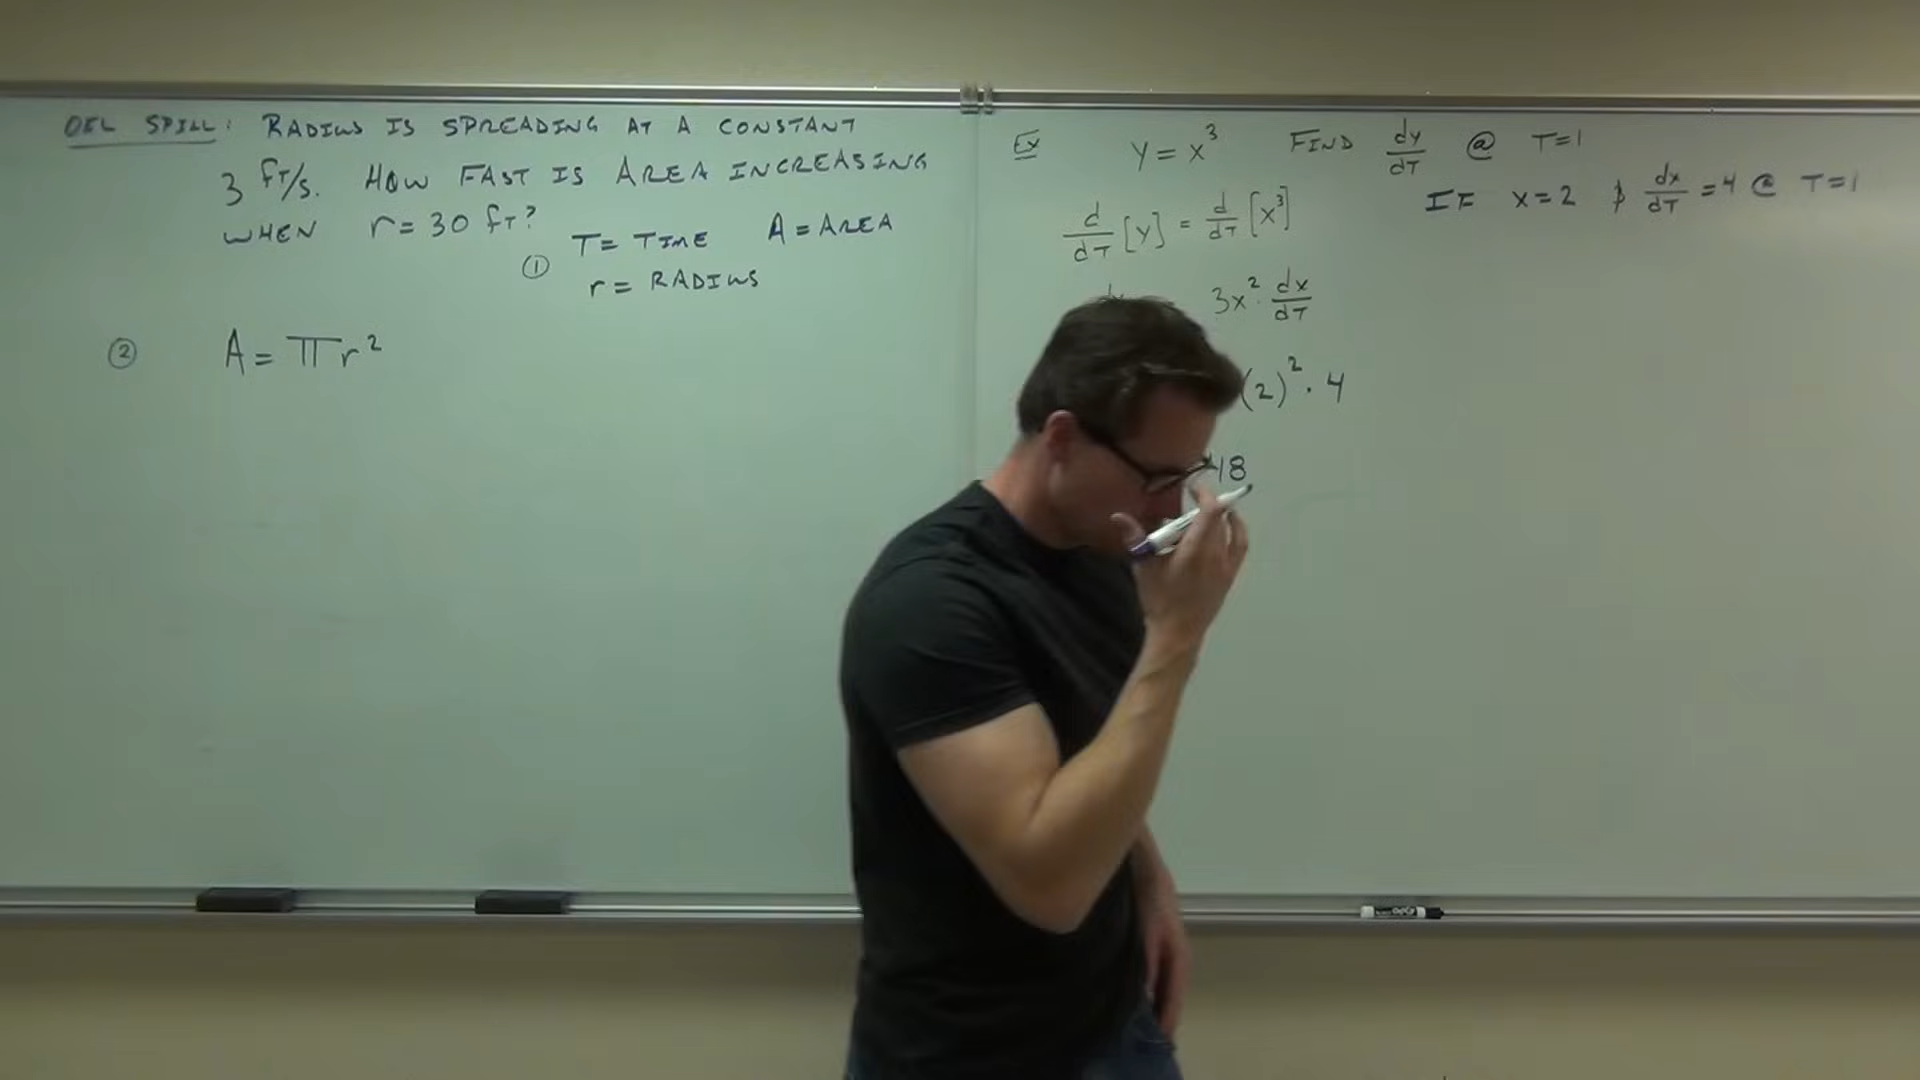 OIL SPILL: RADIUS IS SPREADING AT A CONSTANT
3 fT/s. HOW FAST IS AREA INCREASING
WHEN r = 30 fT?
① T = TIME A = AREA
r = RADIUS
② A = πr²
Ex y = x³ FIND dy/dT @ T=1
IF x = 2 & dx/dT = 4 @ T=1
d/dT [y] = d/dT [x³]
3x² · dx/dT
(2)² · 4
48
EXPO